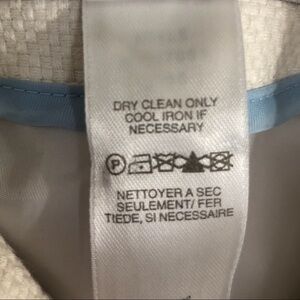 DRY CLEAN ONLY
COOL IRON IF
NECESSARY
P
NETTOYER A SEC
SEULEMENT/ FER
TIEDE, SI NECESSAIRE